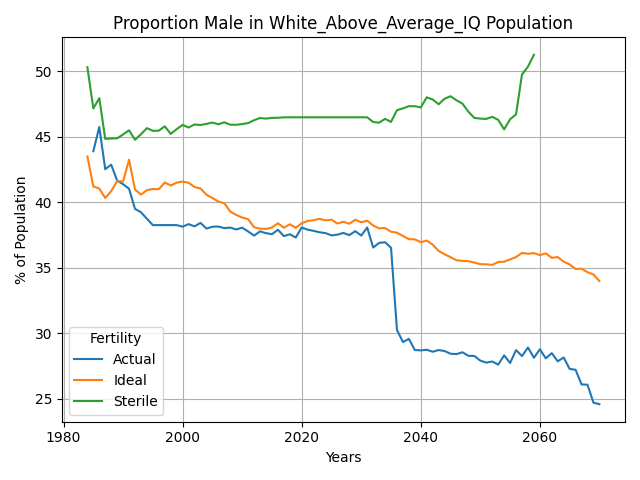 Proportion Male in White_Above_Average_IQ Population
% of Population
50
45
40
35
30
25
Fertility
Actual
Ideal
Sterile
1980
2000
2020
2040
2060
Years